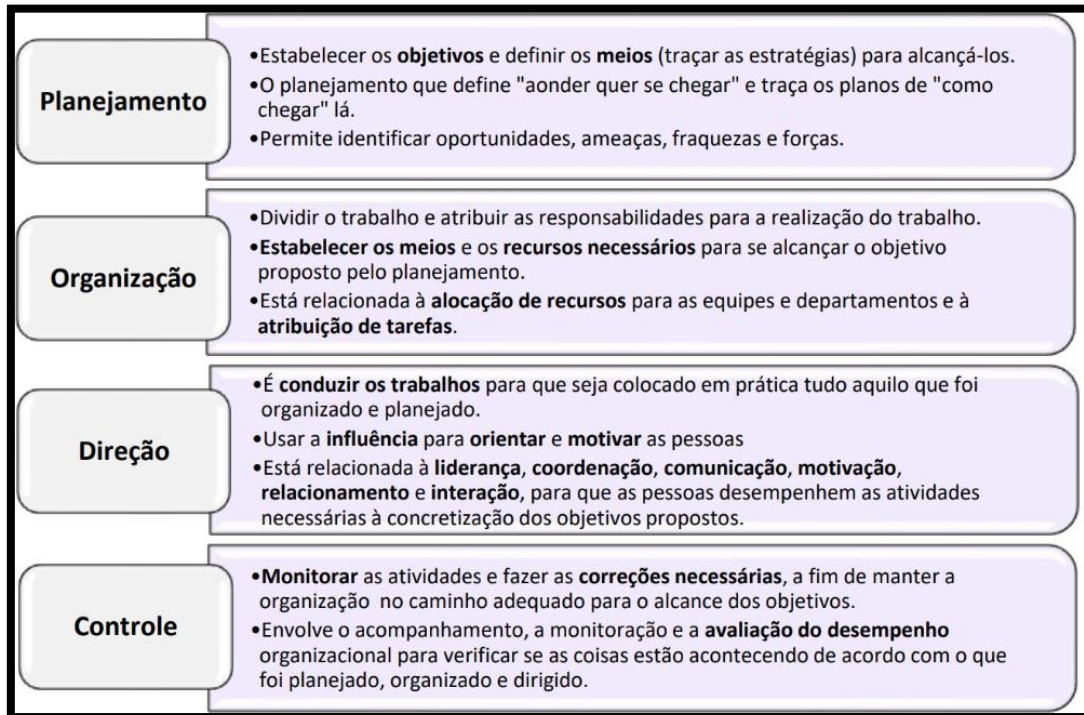 Planejamento
•Estabelecer os objetivos e definir os meios (traçar as estratégias) para alcançá-los.
•O planejamento que define "aonder quer se chegar" e traça os planos de "como
chegar" lá.
•Permite identificar oportunidades, ameaças, fraquezas e forças.
Organização
•Dividir o trabalho e atribuir as responsabilidades para a realização do trabalho.
•Estabelecer os meios e os recursos necessários para se alcançar o objetivo
proposto pelo planejamento.
•Está relacionada à alocação de recursos para as equipes e departamentos e à
atribuição de tarefas.
Direção
•É conduzir os trabalhos para que seja colocado em prática tudo aquilo que foi
organizado e planejado.
•Usar a influência para orientar e motivar as pessoas
•Está relacionada à liderança, coordenação, comunicação, motivação,
relacionamento e interação, para que as pessoas desempenhem as atividades
necessárias à concretização dos objetivos propostos.
Controle
•Monitorar as atividades e fazer as correções necessárias, a fim de manter a
organização no caminho adequado para o alcance dos objetivos.
•Envolve o acompanhamento, a monitoração e a avaliação do desempenho
organizacional para verificar se as coisas estão acontecendo de acordo com o que
foi planejado, organizado e dirigido.